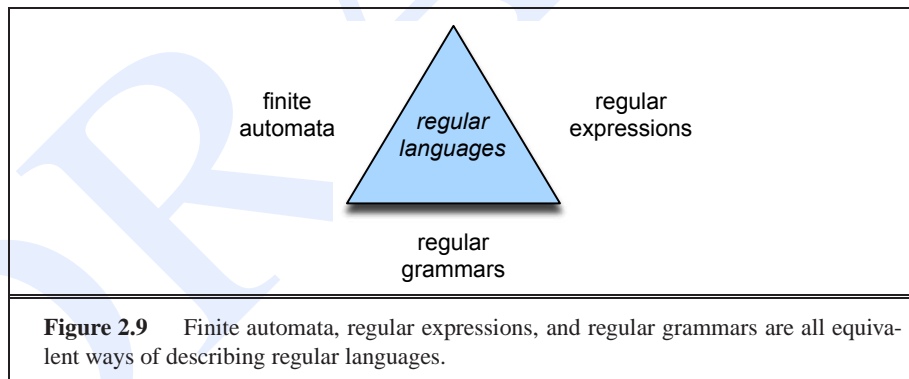 finite
automata
regular
languages
regular
expressions
regular
grammars
Figure 2.9 Finite automata, regular expressions, and regular grammars are all equiva-
lent ways of describing regular languages.